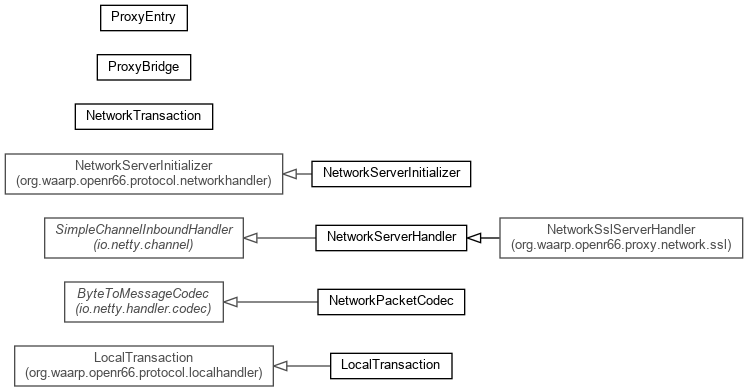 ProxyEntry
ProxyBridge
NetworkTransaction
NetworkServerInitializer
(org.waarp.openr66.protocol.networkhandler)
NetworkServerInitializer
SimpleChannelInboundHandler
(io.netty.channel)
NetworkServerHandler
NetworkSslServerHandler
(org.waarp.openr66.proxy.network.ssl)
ByteToMessageCodec
(io.netty.handler.codec)
NetworkPacketCodec
LocalTransaction
(org.waarp.openr66.protocol.localhandler)
LocalTransaction